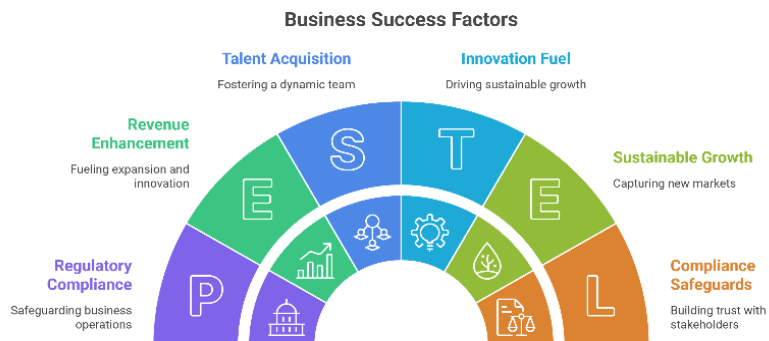 Business Success Factors
Talent Acquisition
Fostering a dynamic team
Innovation Fuel
Driving sustainable growth
Revenue
Enhancement
Fueling expansion and
innovation
Sustainable Growth
Capturing new markets
Regulatory
Compliance
Safeguarding business
operations
Compliance
Safeguards
Building trust with
stakeholders
P
E
S
T
E
L